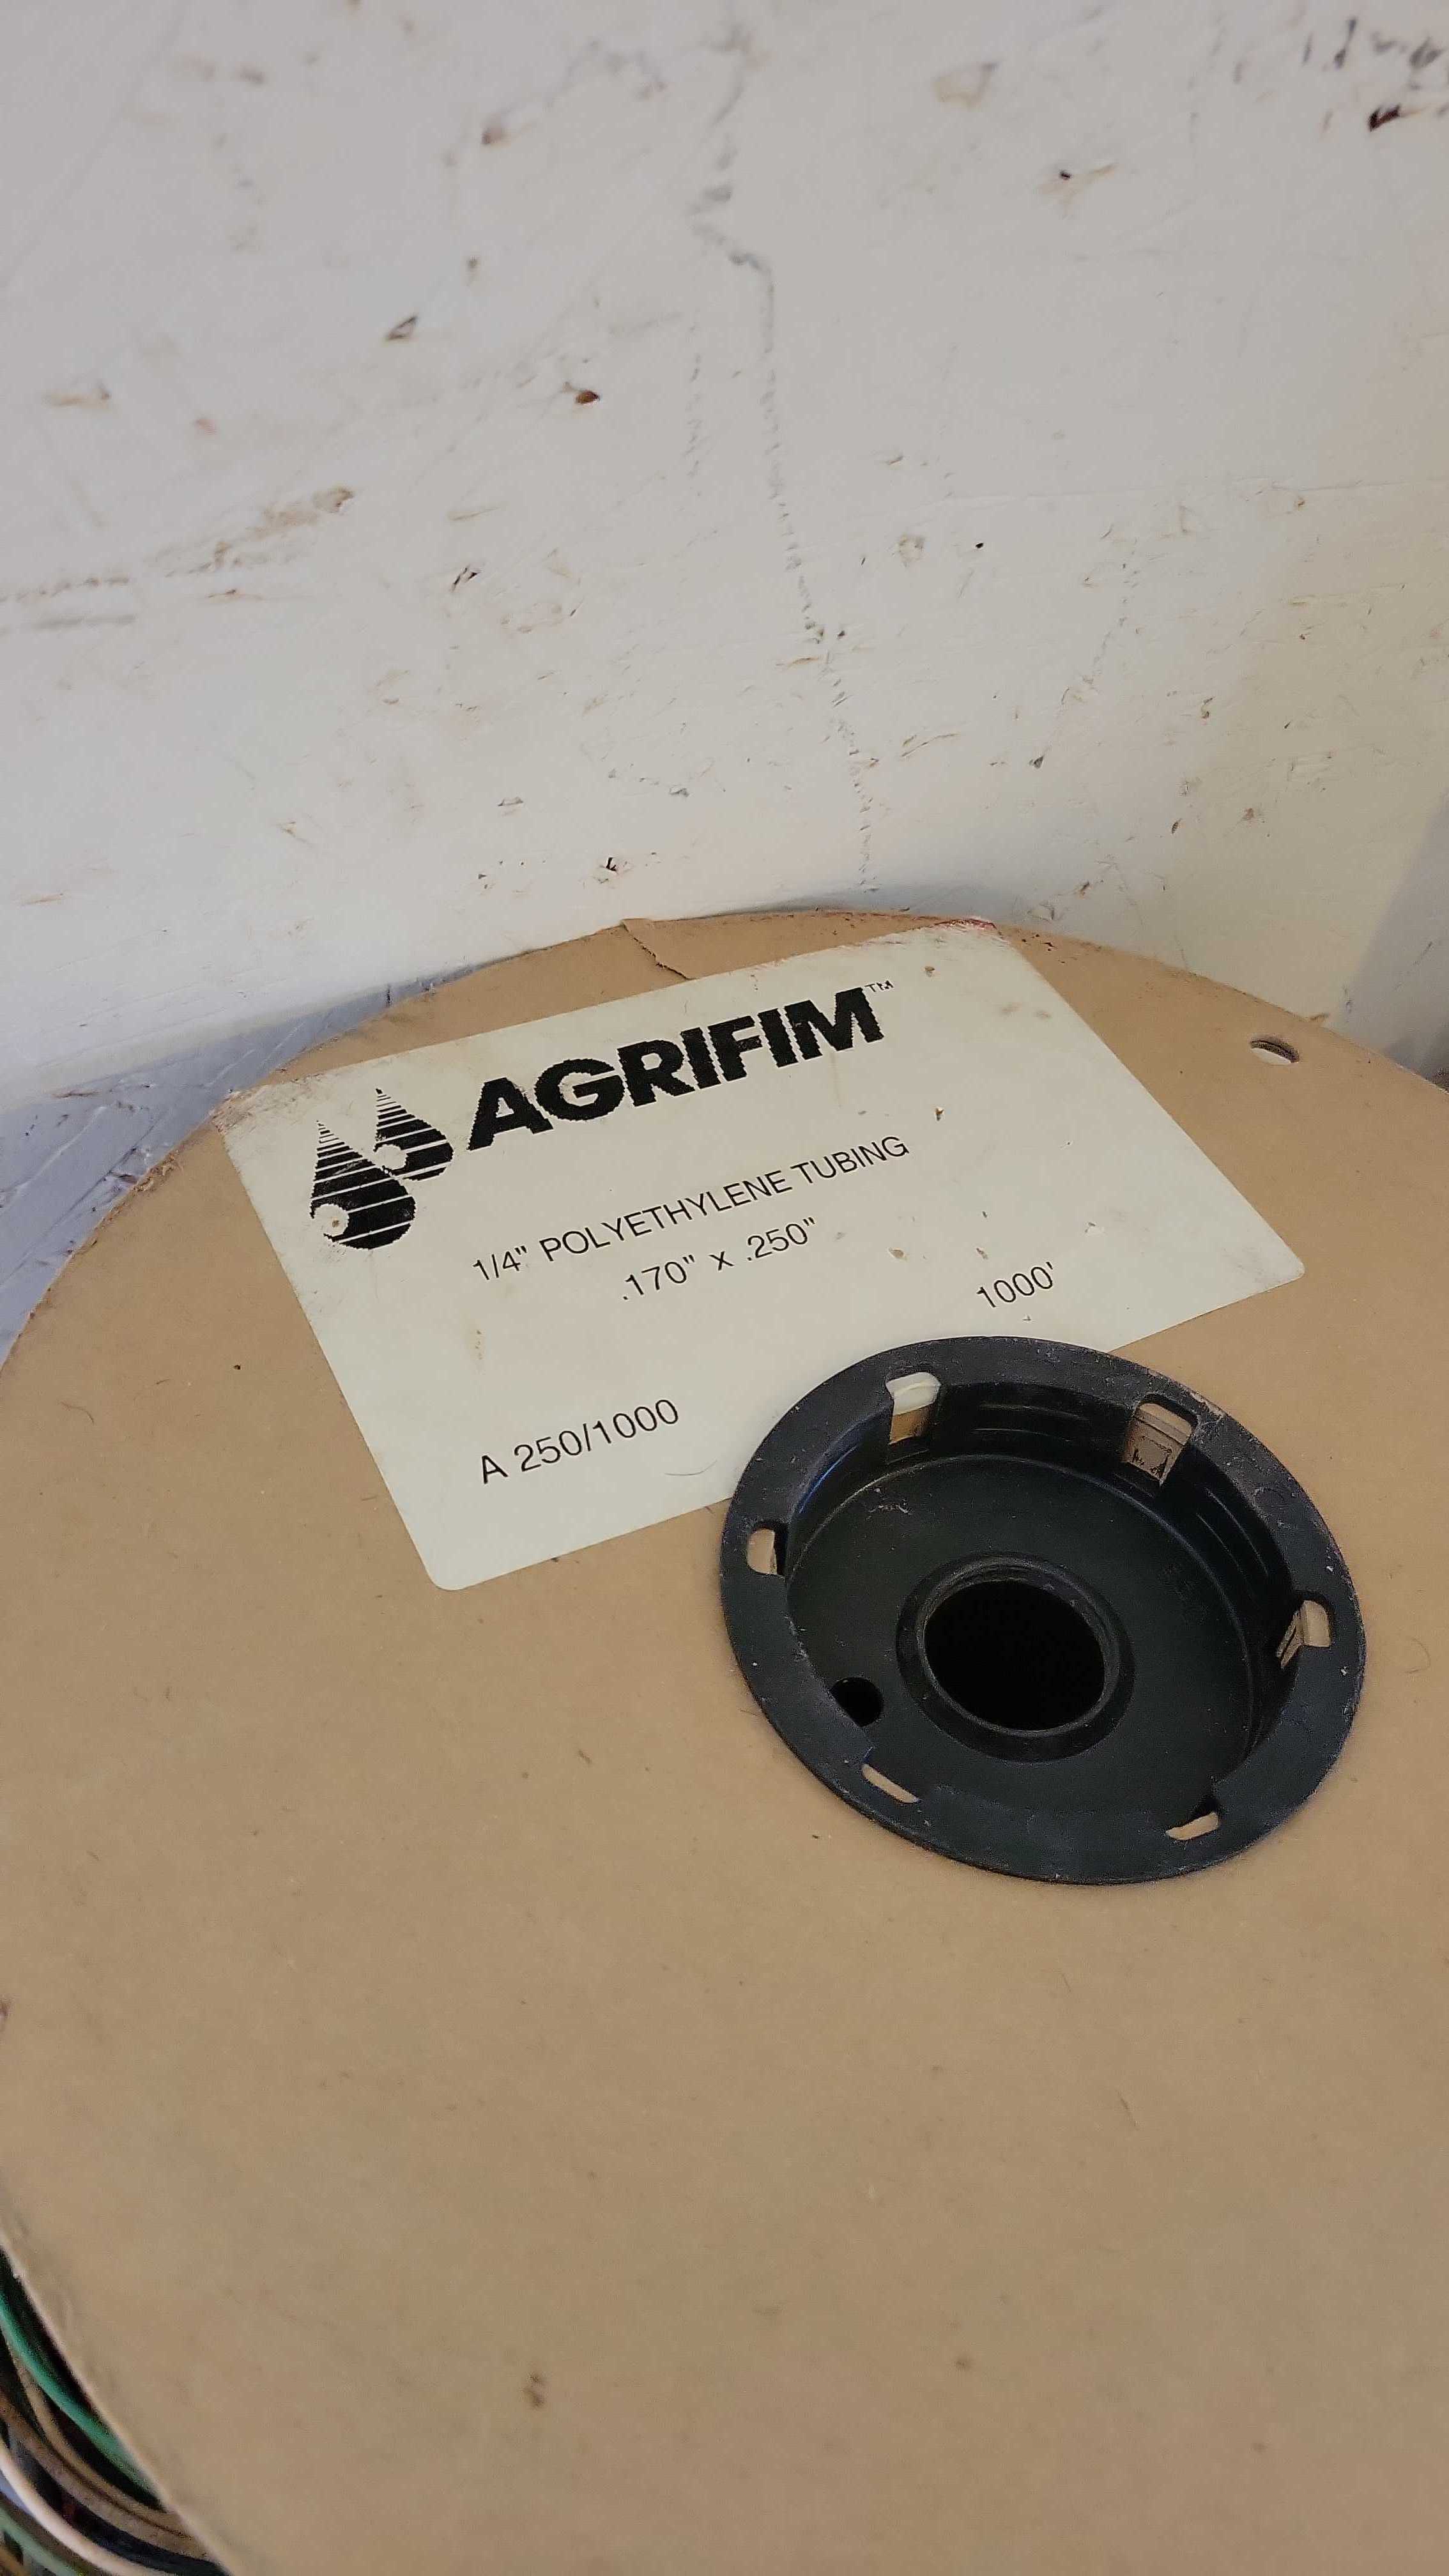 AGRIFIM™
1/4" POLYETHYLENE TUBING
.170" x .250"
1000'
A 250/1000